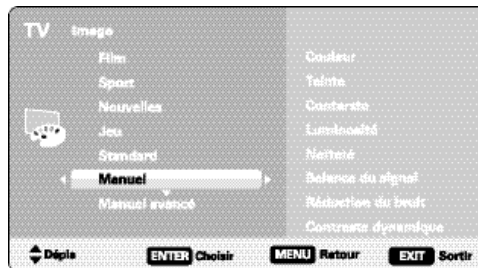 TV Image
Film
Sport
Nouvelles
Jeu
Standard
Manuel
Manuel avancé
Couleur
Teinte
Contarste
Luminosité
Netteté
Balance du signal
Réduction du bruit
Contraste dynamique
Dépla ENTER Choisir MENU Retour EXIT Sortir